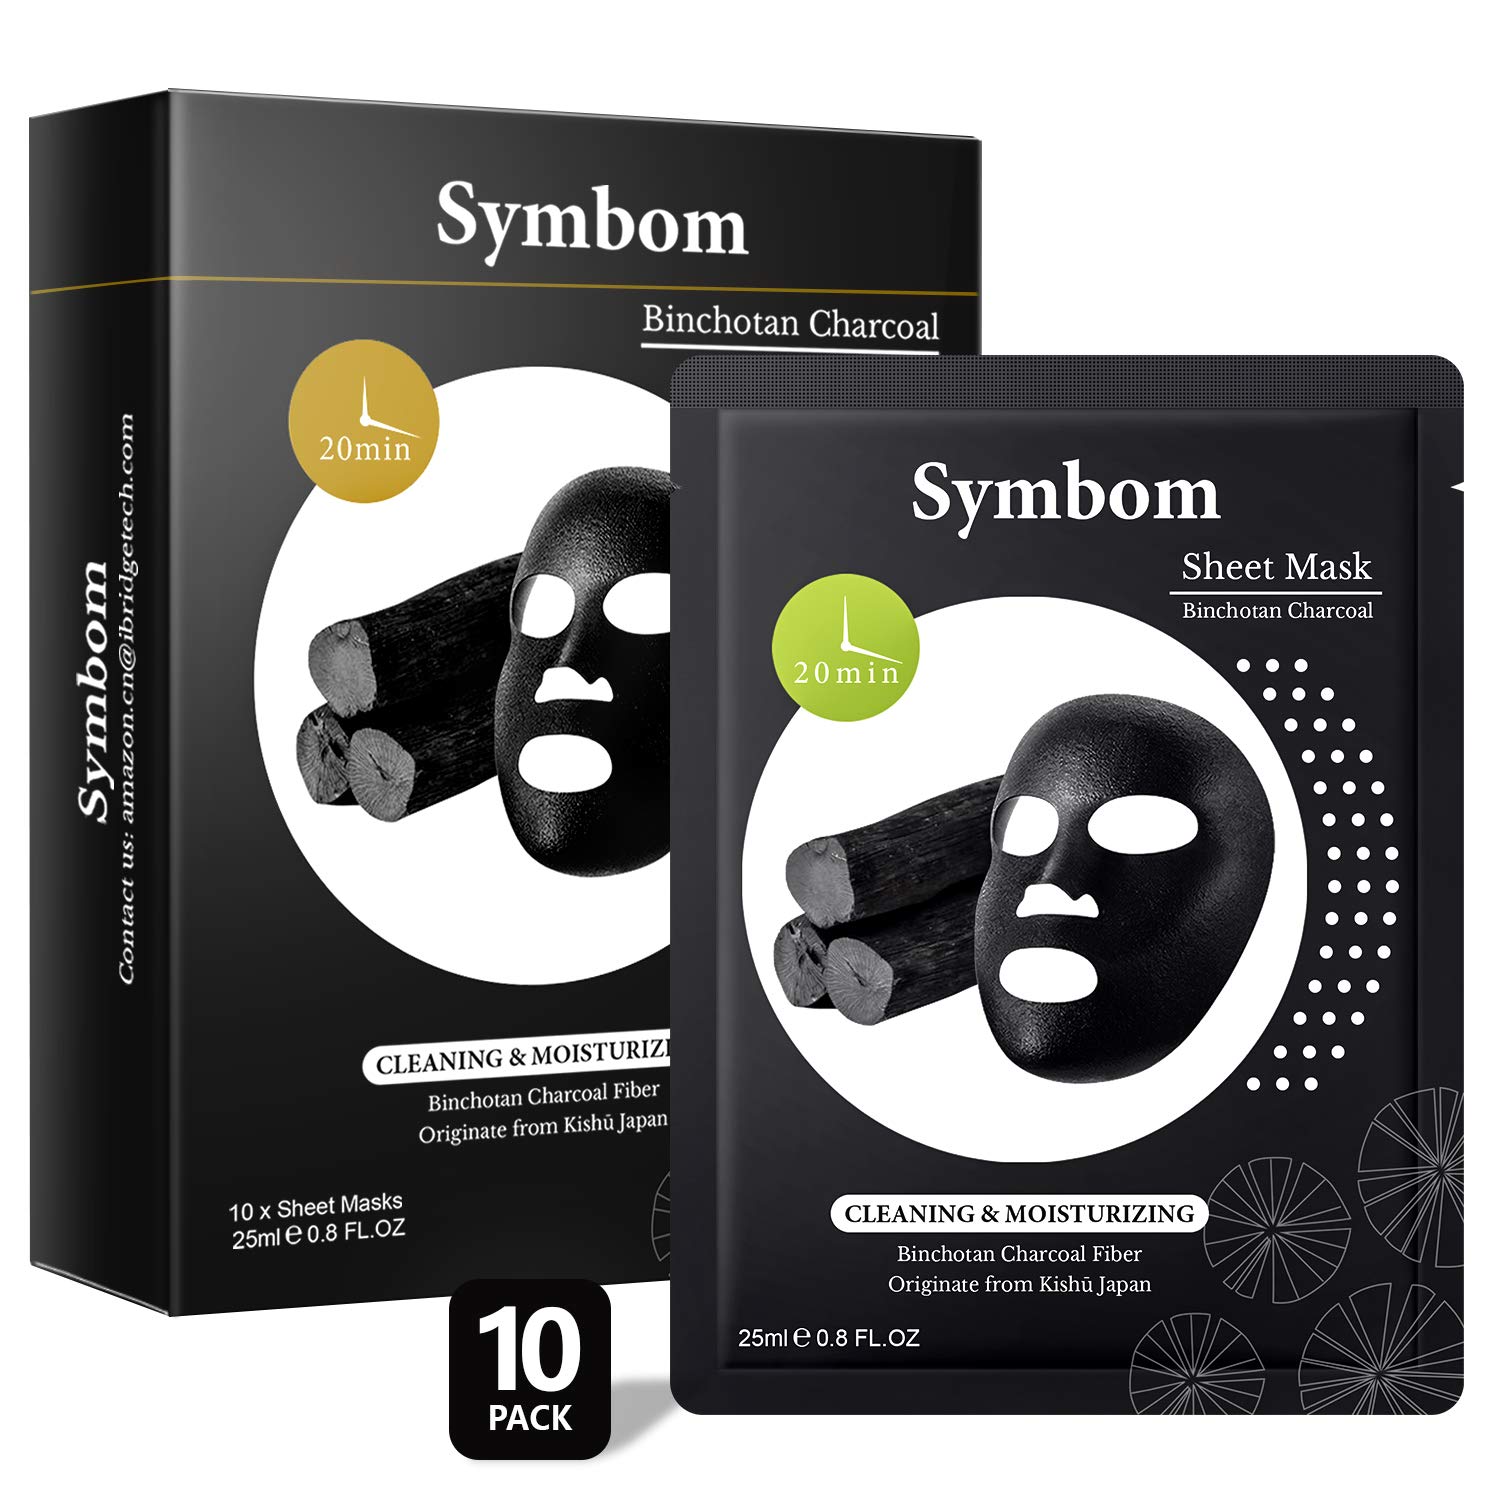 Symbom
Binchotan Charcoal
20min
CLEANING & MOISTURIZI
Binchotan Charcoal Fiber
Originate from Kishū Japan
10 x Sheet Masks
25ml ℮ 0.8 FL.OZ
Symbom
Contact us: amazon.cn@ibridgetech.com
Symbom
Sheet Mask
Binchotan Charcoal
20min
CLEANING & MOISTURIZING
Binchotan Charcoal Fiber
Originate from Kishū Japan
25ml ℮ 0.8 FL.OZ
10
PACK